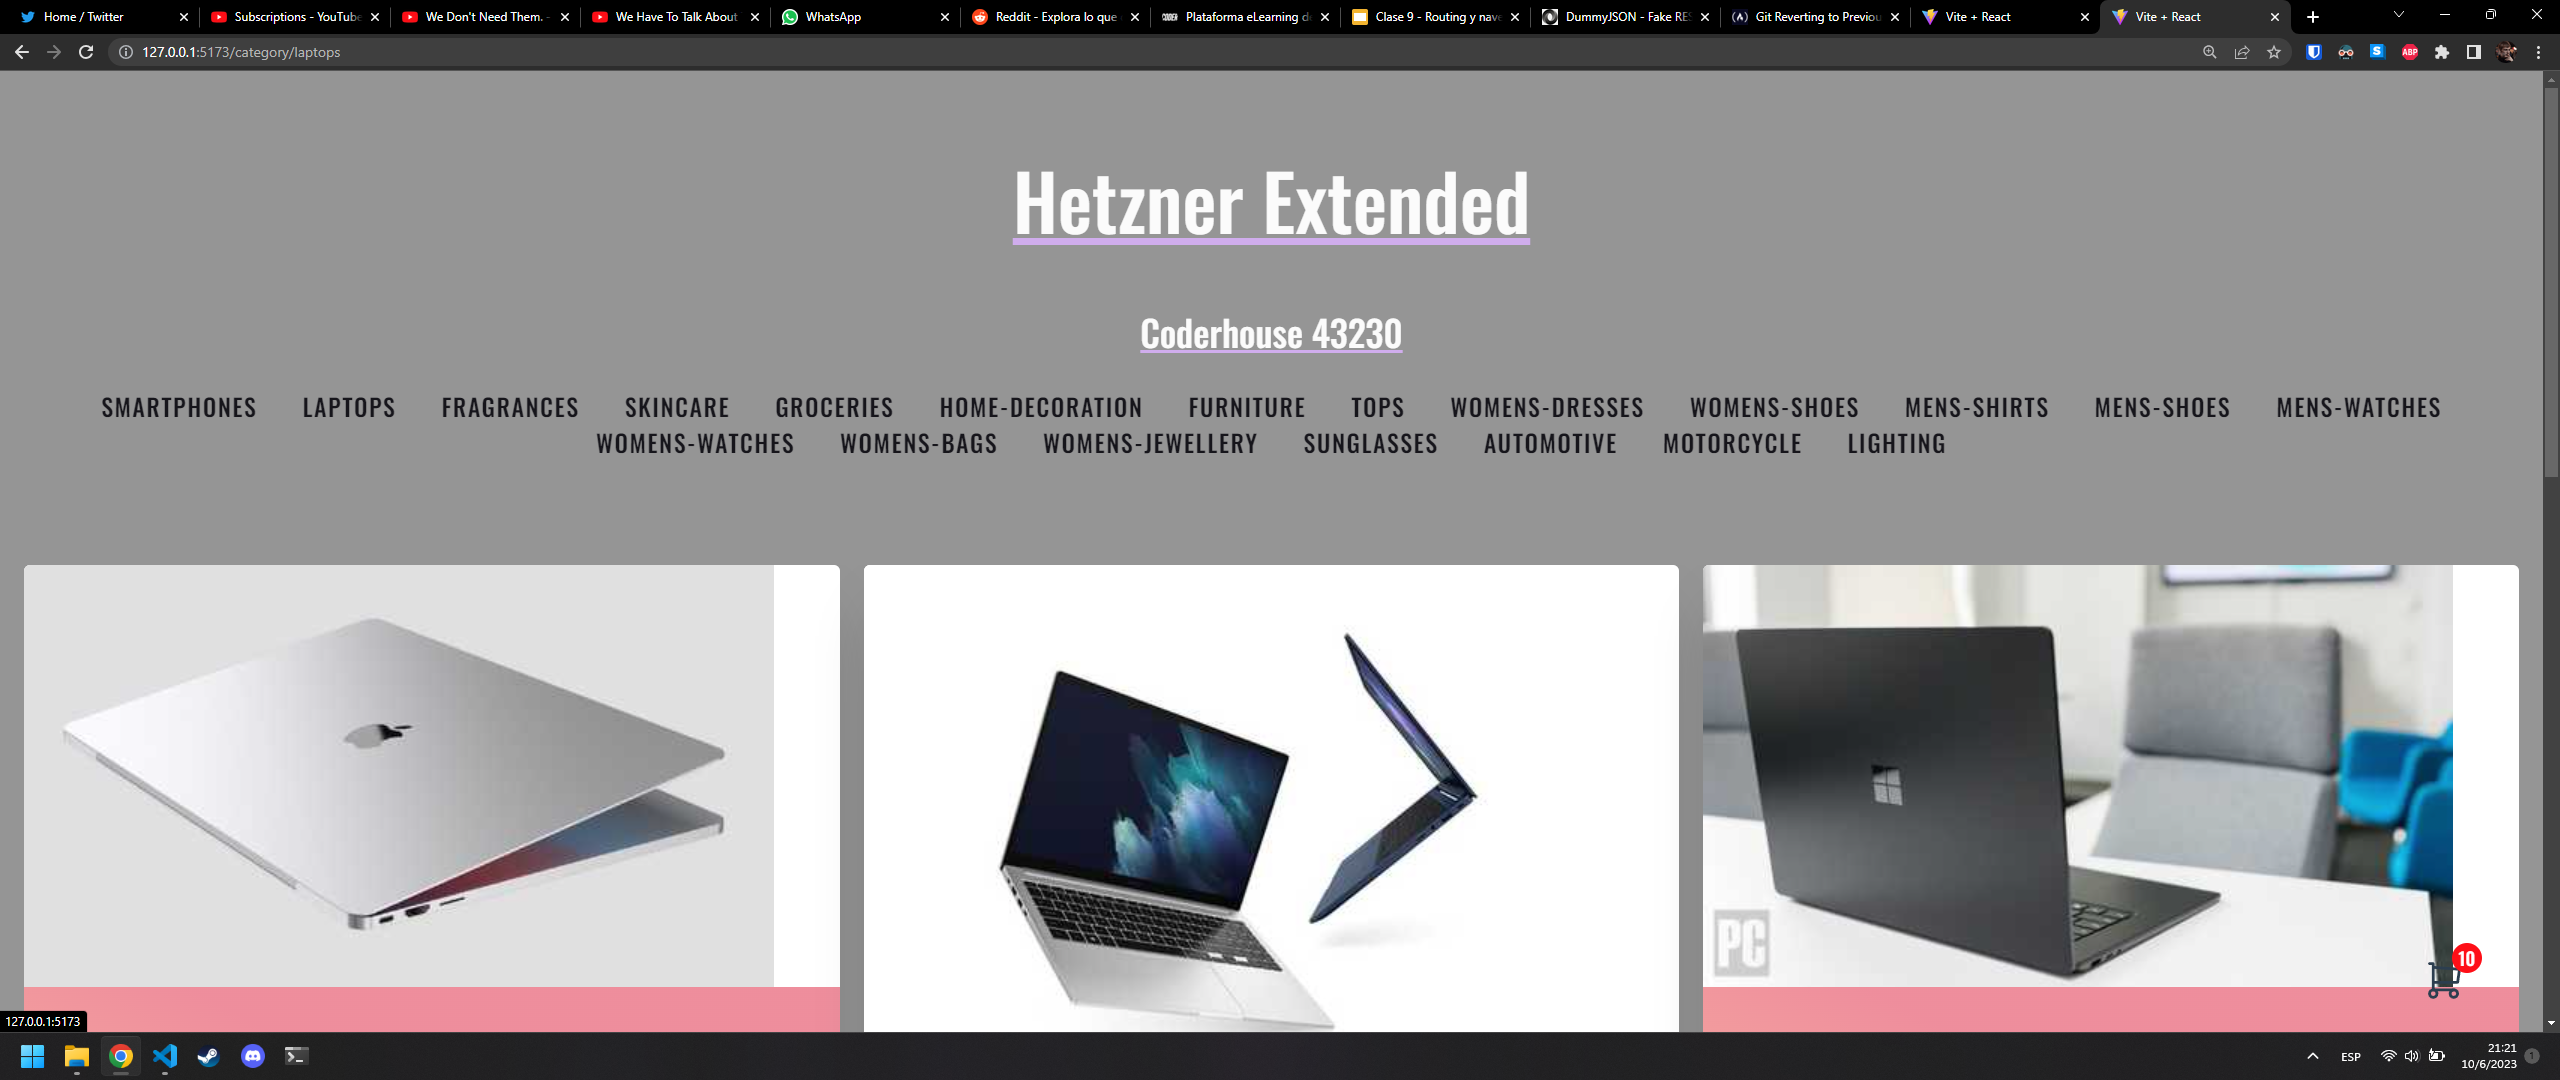 Home / Twitter
Subscriptions - YouTube
We Don't Need Them. -
We Have To Talk About
WhatsApp
Reddit - Explora lo que
Plataforma eLearning d
Clase 9 - Routing y nave
DummyJSON - Fake RES
Git Reverting to Previou
Vite + React
Vite + React
127.0.0.1:5173/category/laptops
ABP
Hetzner Extended
Coderhouse 43230
SMARTPHONES LAPTOPS FRAGRANCES SKINCARE GROCERIES HOME-DECORATION FURNITURE TOPS WOMENS-DRESSES WOMENS-SHOES MENS-SHIRTS MENS-SHOES MENS-WATCHES
WOMENS-WATCHES WOMENS-BAGS WOMENS-JEWELLERY SUNGLASSES AUTOMOTIVE MOTORCYCLE LIGHTING
PC
10
127.0.0.1:5173
ESP
21:21
10/6/2023
1